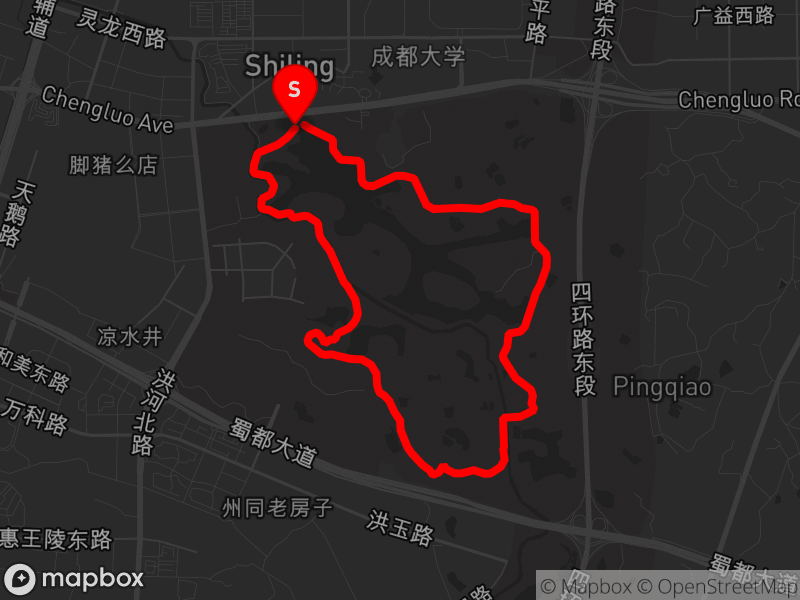 辅道
灵龙西路
平路
路东段
广益西路
Shiling
成都大学
S
Chengluo Ave
Chengluo Rd
脚猪么店
天鹅路
凉水井
四环路东段
和美东路
洪河北路
Pingqiao
万科路
蜀都大道
州同老房子
洪玉路
惠王陵东路
蜀都大道
mapbox
© Mapbox © OpenStreetMap